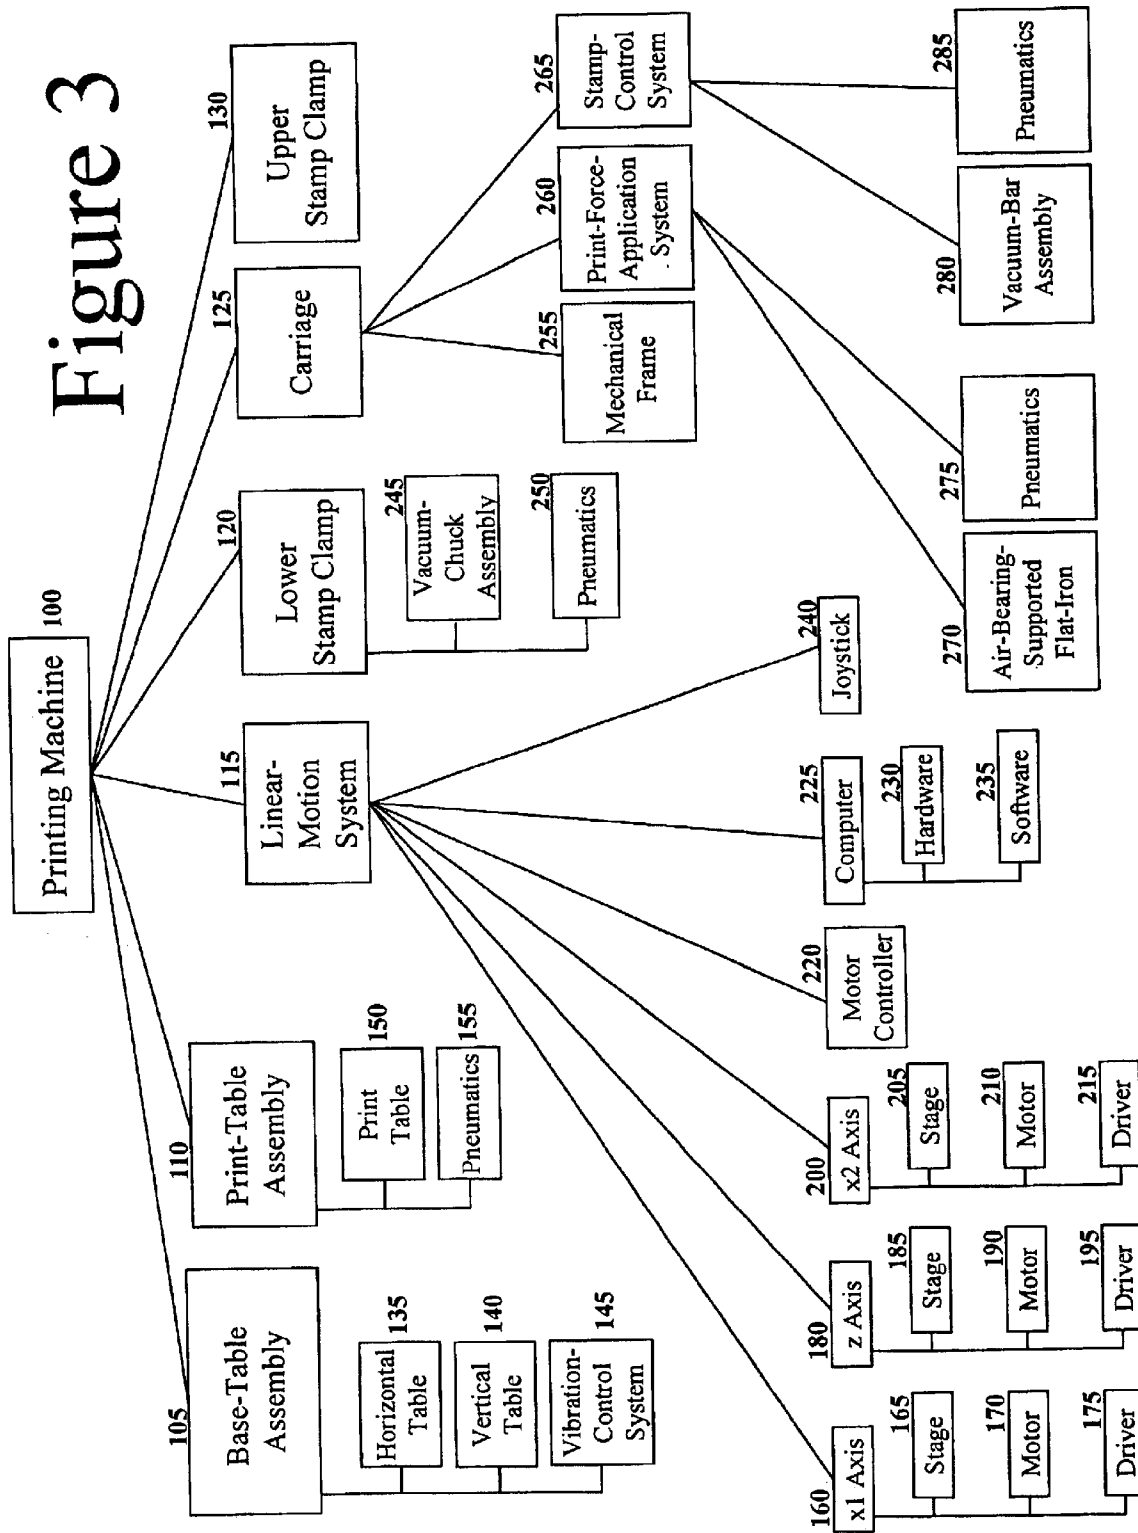 Figure 3
Printing Machine
100
105
Base-Table
Assembly
Horizontal
Table
135
Vertical
Table
140
Vibration-
Control
System
145
110
Print-Table
Assembly
Print
Table
150
Pneumatics
155
115
Linear-
Motion
System
160
x1 Axis
165
Stage
170
Motor
175
Driver
180
z Axis
185
Stage
190
Motor
195
Driver
200
x2 Axis
205
Stage
210
Motor
215
Driver
220
Motor
Controller
225
Computer
230
Hardware
235
Software
240
Joystick
120
Lower
Stamp Clamp
245
Vacuum-
Chuck
Assembly
250
Pneumatics
125
Carriage
255
Mechanical
Frame
260
Print-Force-
Application
System
270
Air-Bearing-
Supported
Flat-Iron
275
Pneumatics
265
Stamp-
Control
System
280
Vacuum-Bar
Assembly
285
Pneumatics
130
Upper
Stamp Clamp